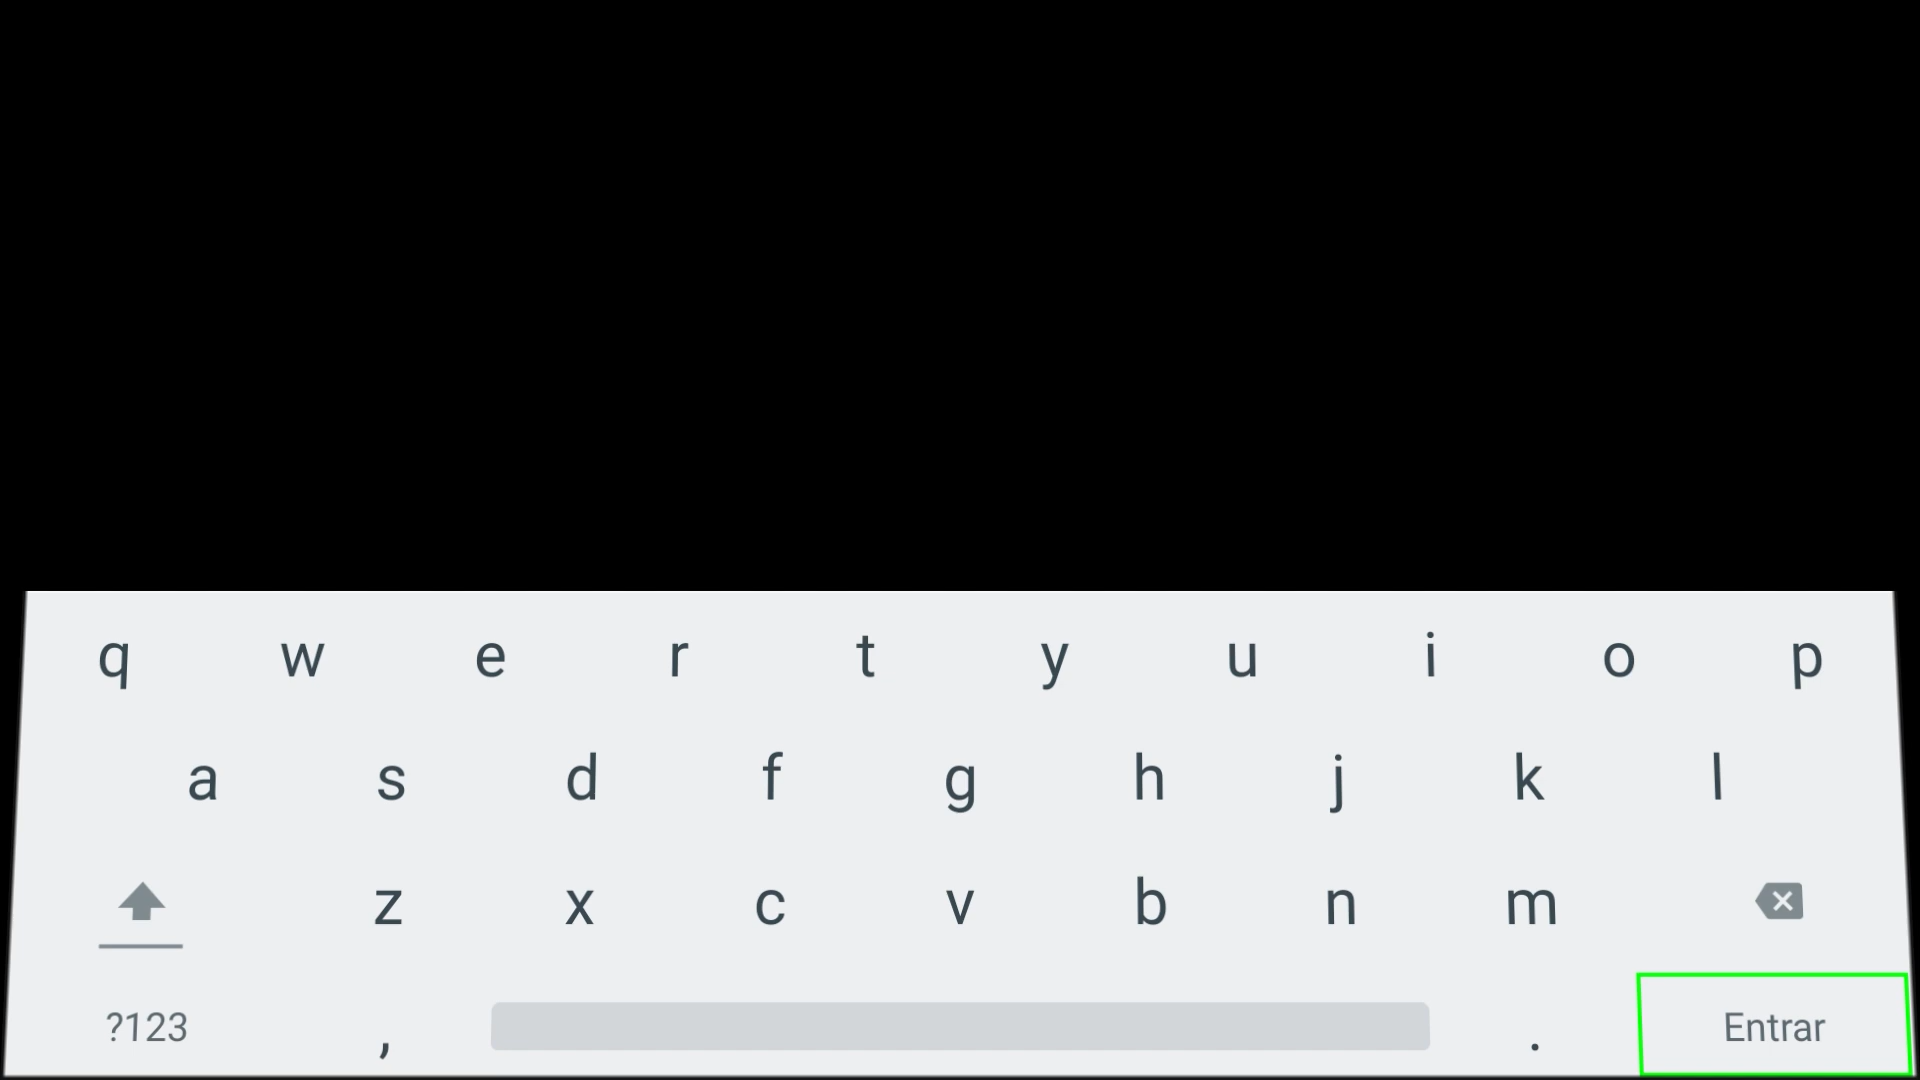 q w e r t y u i o p
a s d f g h j k l
z x c v b n m
?123 , . Entrar